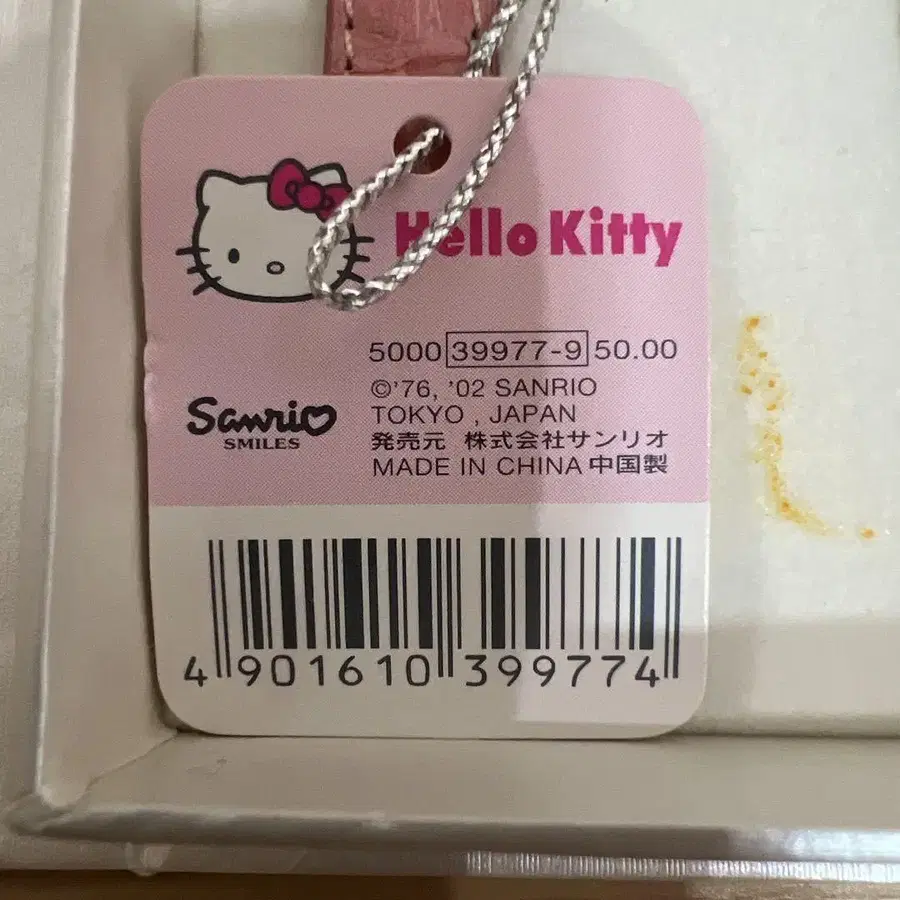 Hello Kitty
5000 39977-9 50.00
©'76, '02 SANRIO
TOKYO, JAPAN
発売元 株式会社サンリオ
MADE IN CHINA 中国製
Sanrio
SMILES
4 901610 399774